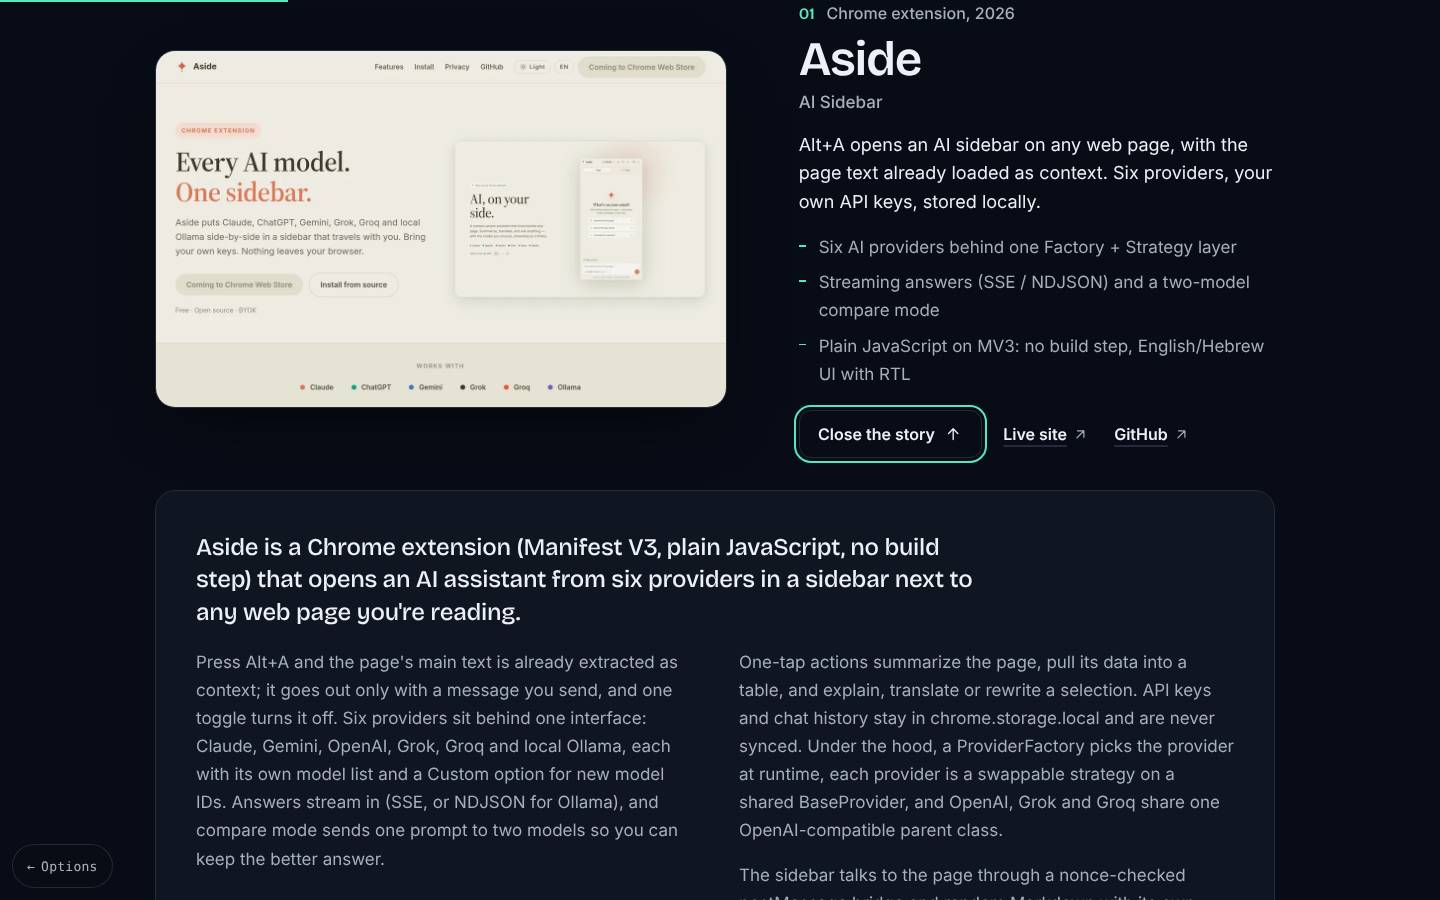 01 Chrome extension, 2026
Aside
AI Sidebar
Alt+A opens an AI sidebar on any web page, with the
page text already loaded as context. Six providers, your
own API keys, stored locally.
– Six AI providers behind one Factory + Strategy layer
– Streaming answers (SSE / NDJSON) and a two-model
compare mode
– Plain JavaScript on MV3: no build step, English/Hebrew
UI with RTL
Close the story ↑ Live site ↗ GitHub ↗
Aside
Features Install Privacy GitHub Light EN Coming to Chrome Web Store
CHROME EXTENSION
Every AI model.
One sidebar.
Aside puts Claude, ChatGPT, Gemini, Grok, Groq and local
Ollama side-by-side in a sidebar that travels with you. Bring
your own keys. Nothing leaves your browser.
Coming to Chrome Web Store Install from source
Free · Open source · BYOK
AI, on your
side.
WORKS WITH
Claude ChatGPT Gemini Grok Groq Ollama
Aside is a Chrome extension (Manifest V3, plain JavaScript, no build
step) that opens an AI assistant from six providers in a sidebar next to
any web page you're reading.
Press Alt+A and the page's main text is already extracted as
context; it goes out only with a message you send, and one
toggle turns it off. Six providers sit behind one interface:
Claude, Gemini, OpenAI, Grok, Groq and local Ollama, each
with its own model list and a Custom option for new model
IDs. Answers stream in (SSE, or NDJSON for Ollama), and
compare mode sends one prompt to two models so you can
keep the better answer.
One-tap actions summarize the page, pull its data into a
table, and explain, translate or rewrite a selection. API keys
and chat history stay in chrome.storage.local and are never
synced. Under the hood, a ProviderFactory picks the provider
at runtime, each provider is a swappable strategy on a
shared BaseProvider, and OpenAI, Grok and Groq share one
OpenAI-compatible parent class.
The sidebar talks to the page through a nonce-checked
← Options